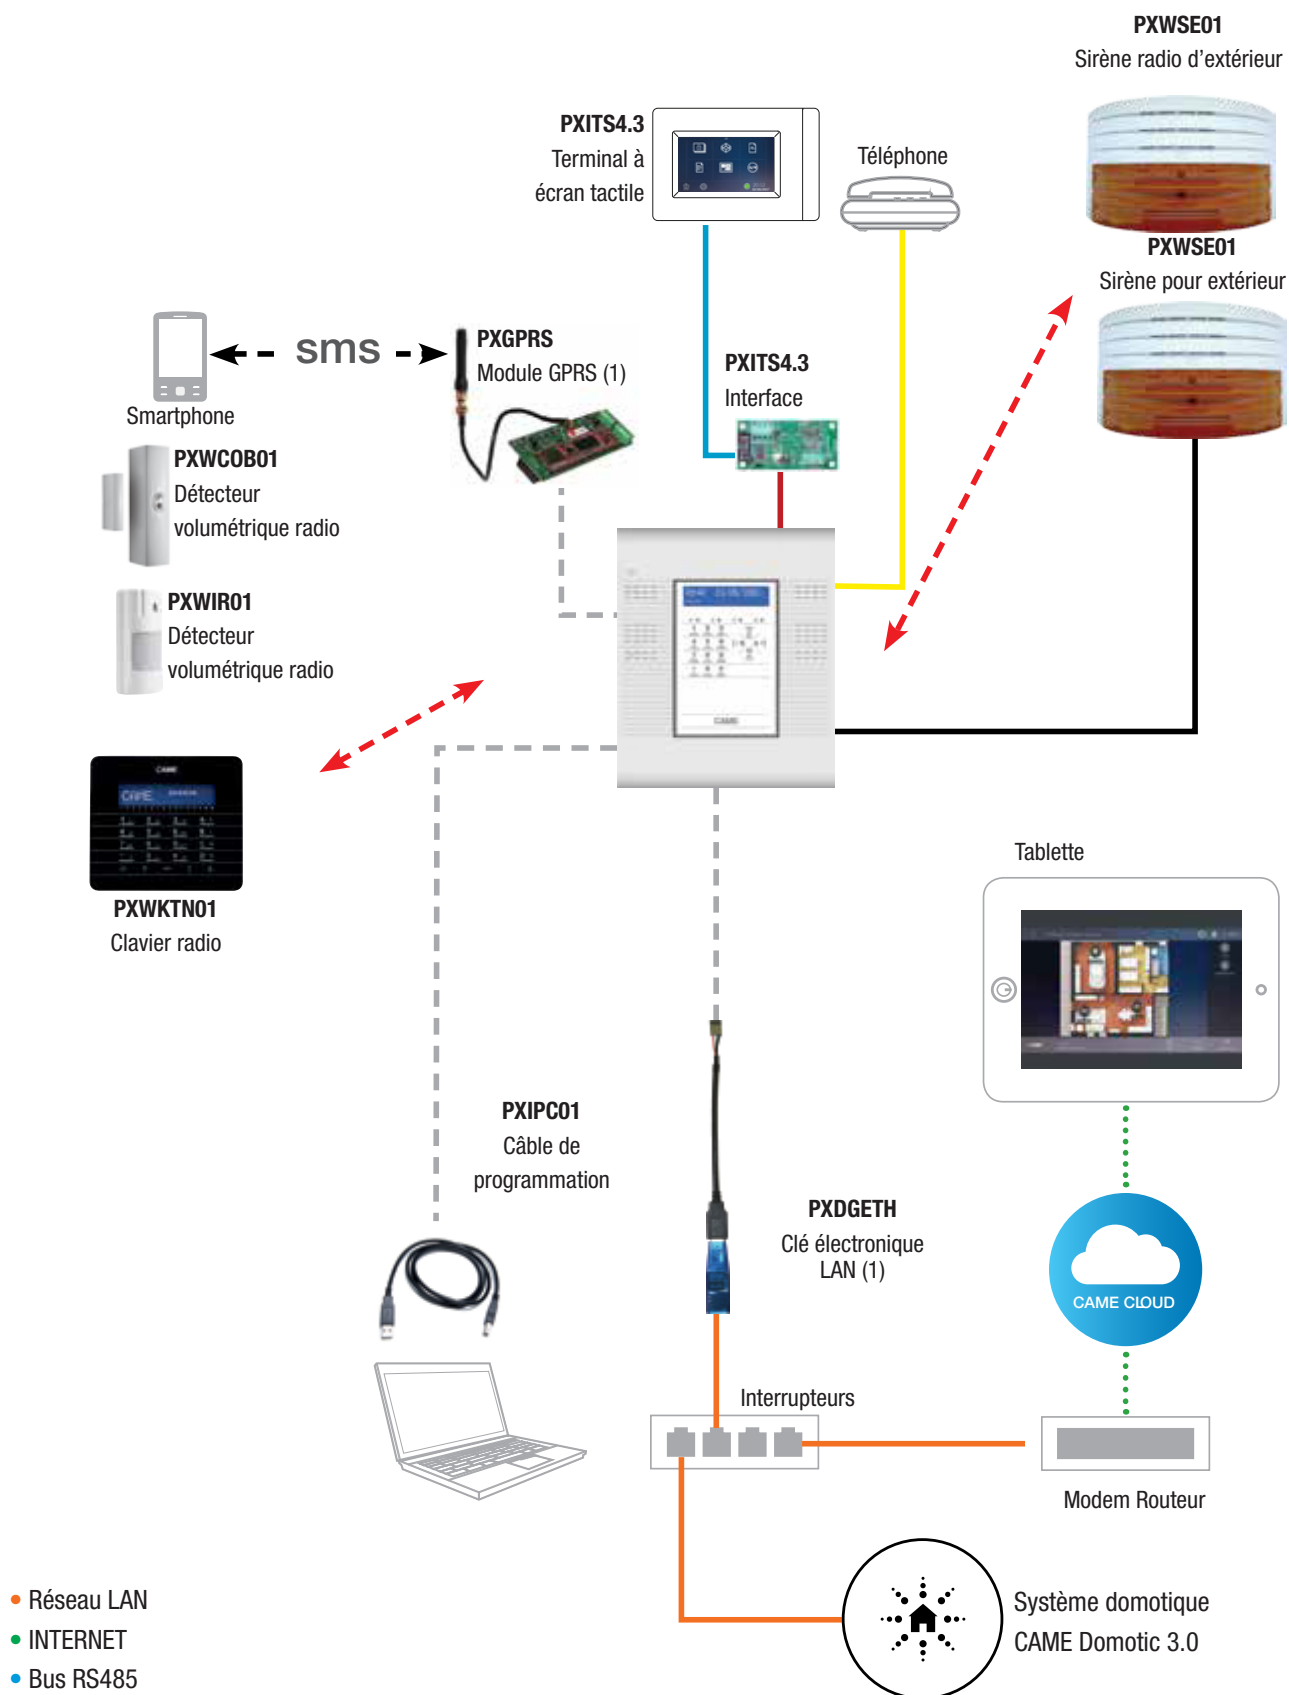 PXWSE01
Sirène radio d'extérieur
PXITS4.3
Terminal à
écran tactile
Téléphone
PXWSE01
Sirène pour extérieur
sms
PXGPRS
Module GPRS (1)
PXITS4.3
Interface
Smartphone
PXWCOB01
Détecteur
volumétrique radio
PXWIR01
Détecteur
volumétrique radio
CAME
CAME
CAME
PXWKTN01
Clavier radio
Tablette
PXIPC01
Câble de
programmation
PXDGETH
Clé électronique
LAN (1)
CAME CLOUD
Interrupteurs
Modem Routeur
Système domotique
CAME Domotic 3.0
• Réseau LAN
• INTERNET
• Bus RS485